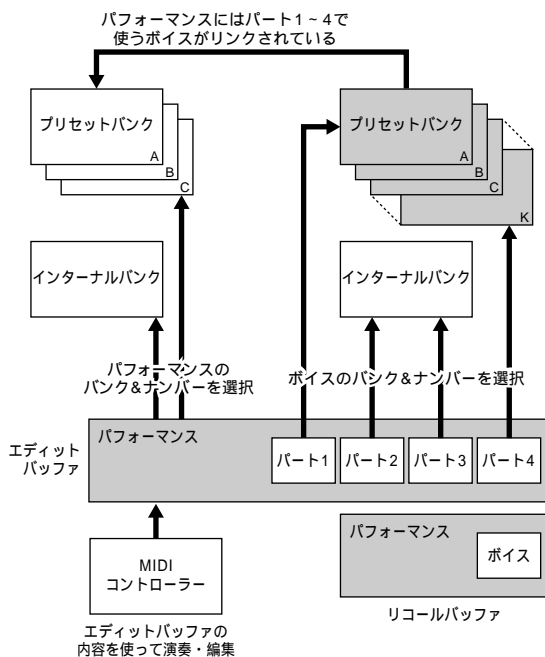 パフォーマンスにはパート1~4で
使うボイスがリンクされている
プリセットバンク
A
B
C
プリセットバンク
A
B
C
K
インターナルバンク
インターナルバンク
パフォーマンスの
バンク&ナンバーを選択
ボイスのバンク&ナンバーを選択
エディット
バッファ
パフォーマンス
パート1
パート2
パート3
パート4
MIDI
コントローラー
エディットバッファの
内容を使って演奏・編集
パフォーマンス
ボイス
リコールバッファ